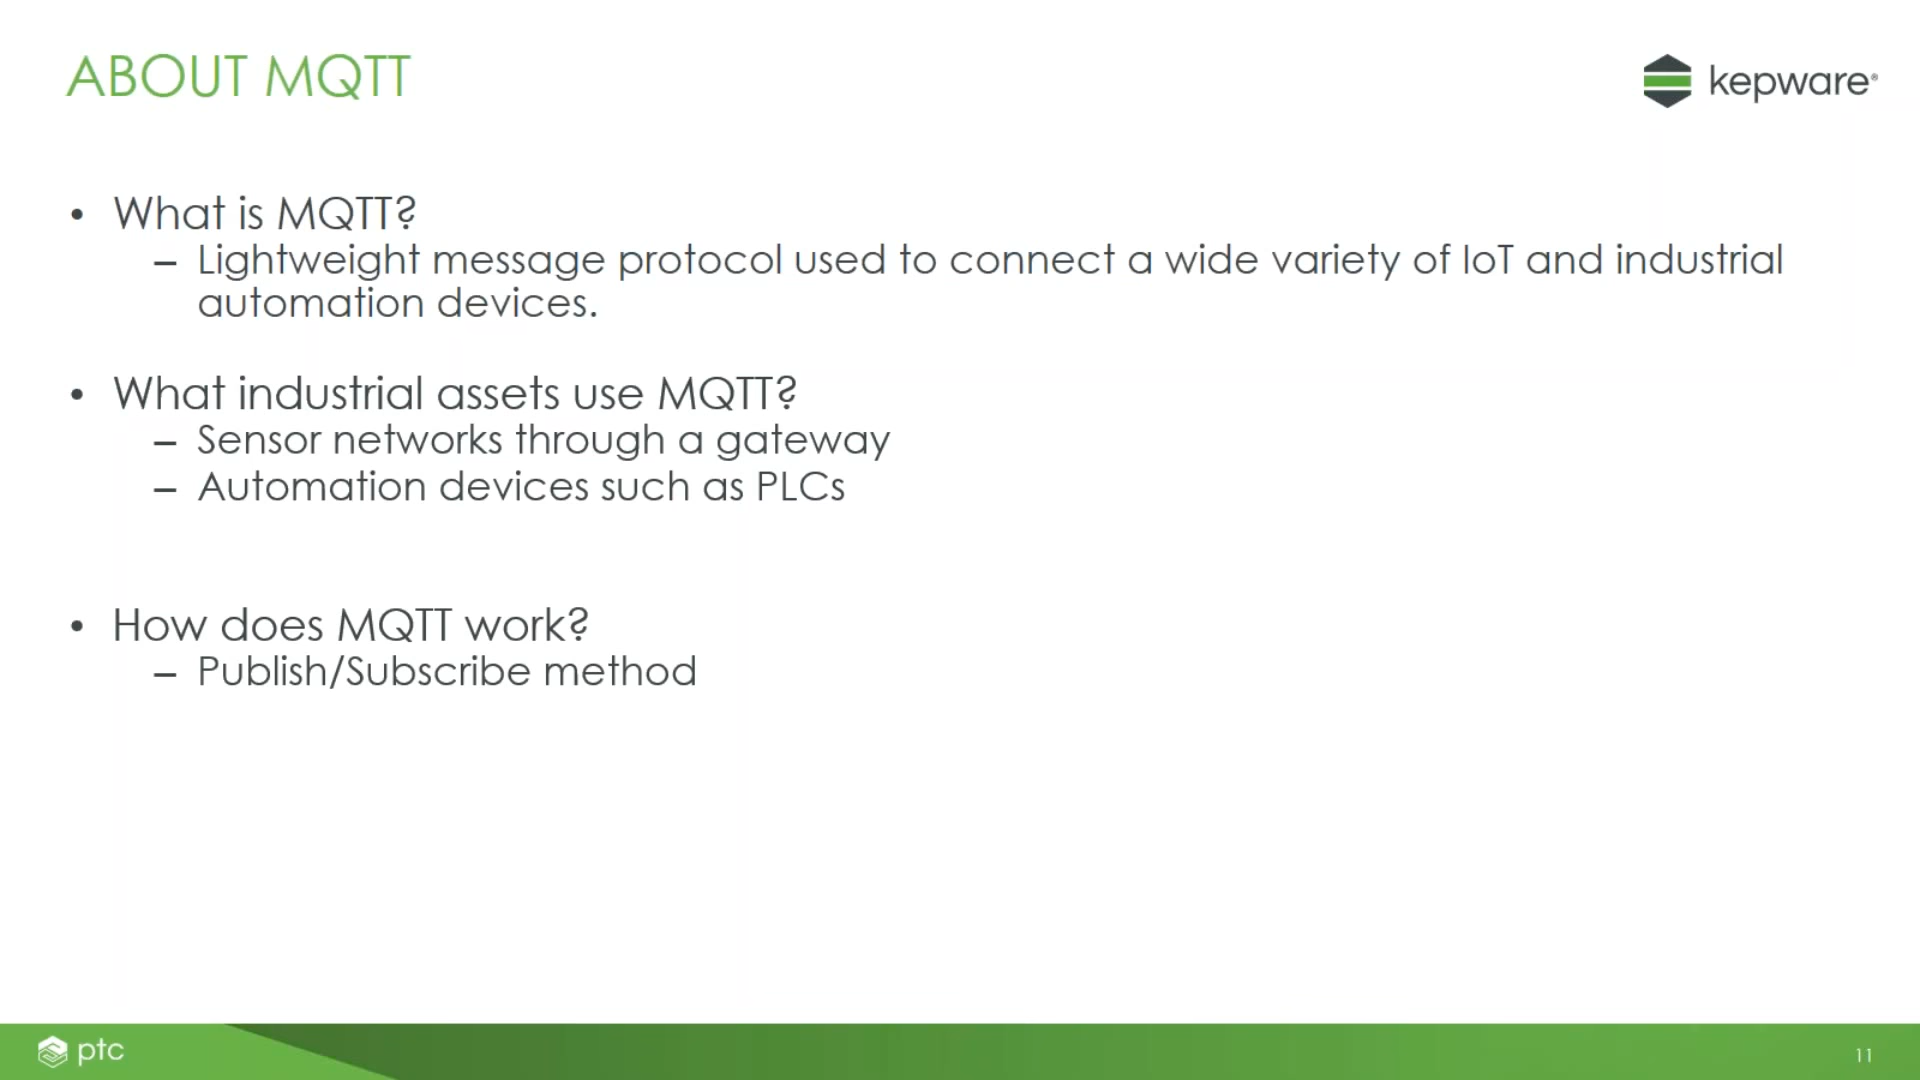 ABOUT MQTT
kepware®
• What is MQTT?
– Lightweight message protocol used to connect a wide variety of IoT and industrial
automation devices.
• What industrial assets use MQTT?
– Sensor networks through a gateway
– Automation devices such as PLCs
• How does MQTT work?
– Publish/Subscribe method
ptc
11